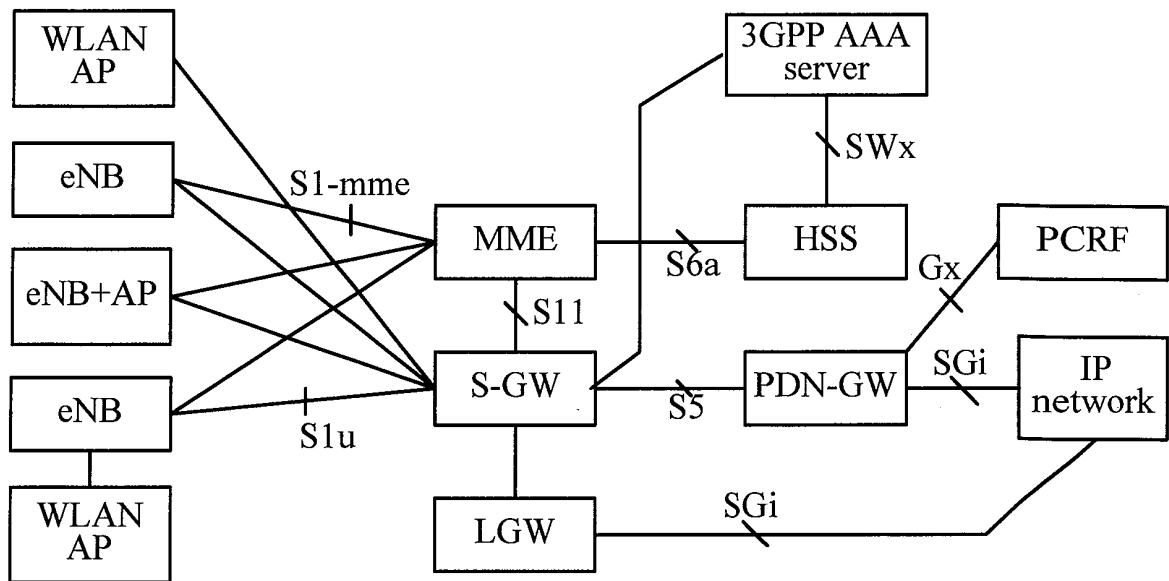 WLAN
AP
3GPP AAA
server
eNB
S1-mme
SWx
MME
S6a
HSS
PCRF
Gx
eNB+AP
S11
SGi
S-GW
S5
PDN-GW
IP
network
eNB
S1u
WLAN
AP
LGW
SGi